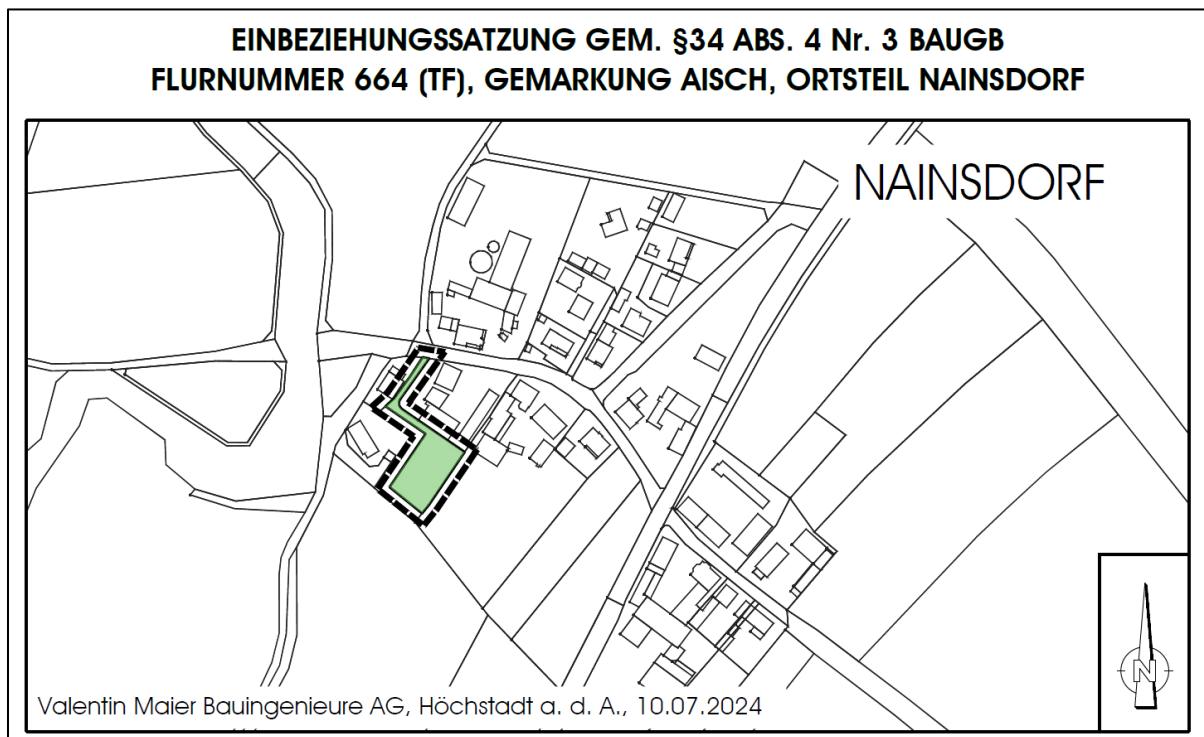 EINBEZIEHUNGSSATZUNG GEM. §34 ABS. 4 Nr. 3 BAUGB
FLURNUMMER 664 (TF), GEMARKUNG AISCH, ORTSTEIL NAINSDORF
NAINSDORF
N
Valentin Maier Bauingenieure AG, Höchstadt a. d. A., 10.07.2024